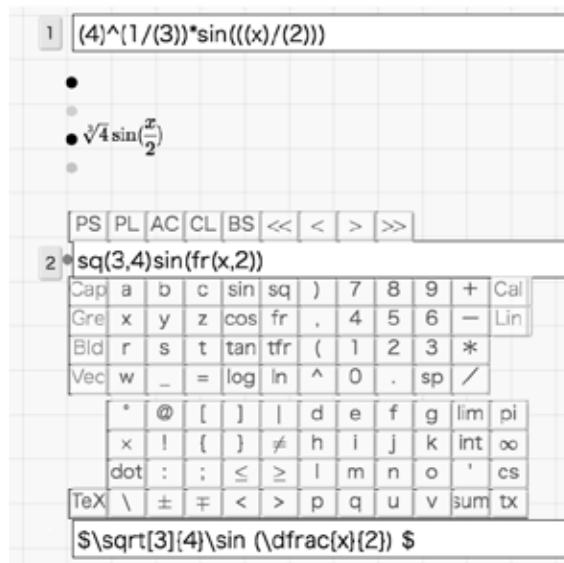 1 (4)^(1/(3))*sin(((x)/(2)))
∛4 sin(x/2)
PS PL AC CL BS << < > >>
2 sq(3,4)sin(fr(x,2))
Cap a b c sin sq ) 7 8 9 + Cal
Gre x y z cos fr , 4 5 6 − Lin
Bld r s t tan tfr ( 1 2 3 *
Vec w _ = log ln ^ 0 . sp /
° @ [ ] | d e f g lim pi
× ! { } ≠ h i j k int ∞
dot : ; ≤ ≥ l m n o ' cs
TeX \ ± ∓ < > p q u v sum tx
$\sqrt[3]{4}\sin (\dfrac{x}{2}) $